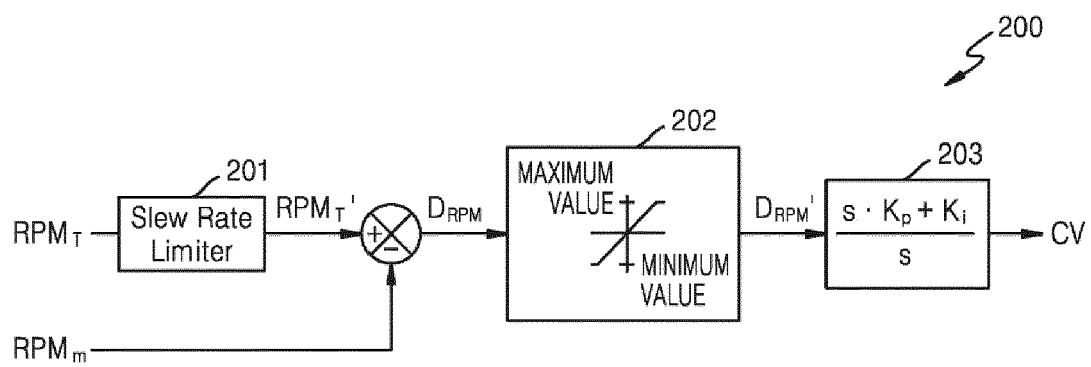 200
201
202
203
RPM_T
Slew Rate
Limiter
RPM_T'
+
−
D_RPM
MAXIMUM
VALUE
MINIMUM
VALUE
D_RPM'
s · K_p + K_i
s
CV
RPM_m